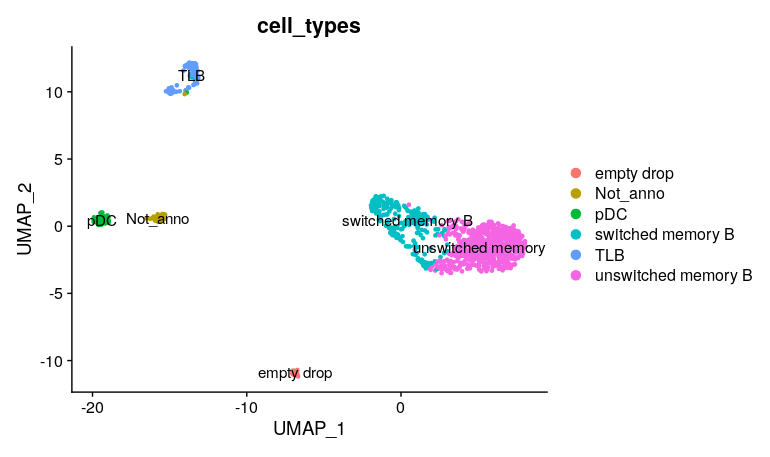 cell_types
TLB
pDC
Not_anno
switched memory B
unswitched memory
empty drop
10
5
0
-5
-10
UMAP_2
-20
-10
0
UMAP_1
empty drop
Not_anno
pDC
switched memory B
TLB
unswitched memory B